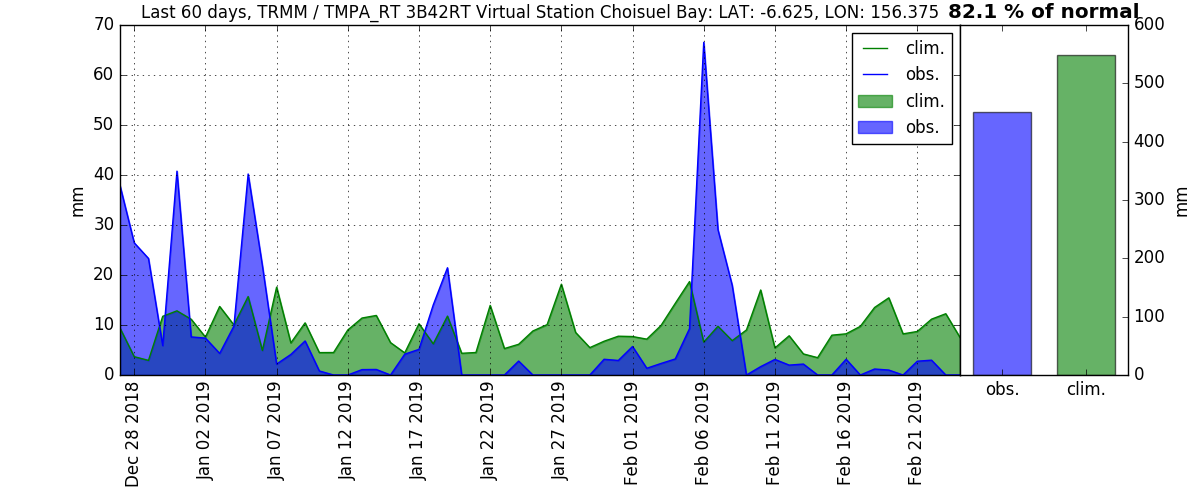 Last 60 days, TRMM / TMPA_RT 3B42RT Virtual Station Choisuel Bay: LAT: -6.625, LON: 156.375
82.1 % of normal
70
60
50
40
30
20
10
0
mm
clim.
obs.
clim.
obs.
Dec 28 2018
Jan 02 2019
Jan 07 2019
Jan 12 2019
Jan 17 2019
Jan 22 2019
Jan 27 2019
Feb 01 2019
Feb 06 2019
Feb 11 2019
Feb 16 2019
Feb 21 2019
600
500
400
300
200
100
0
mm
obs.
clim.